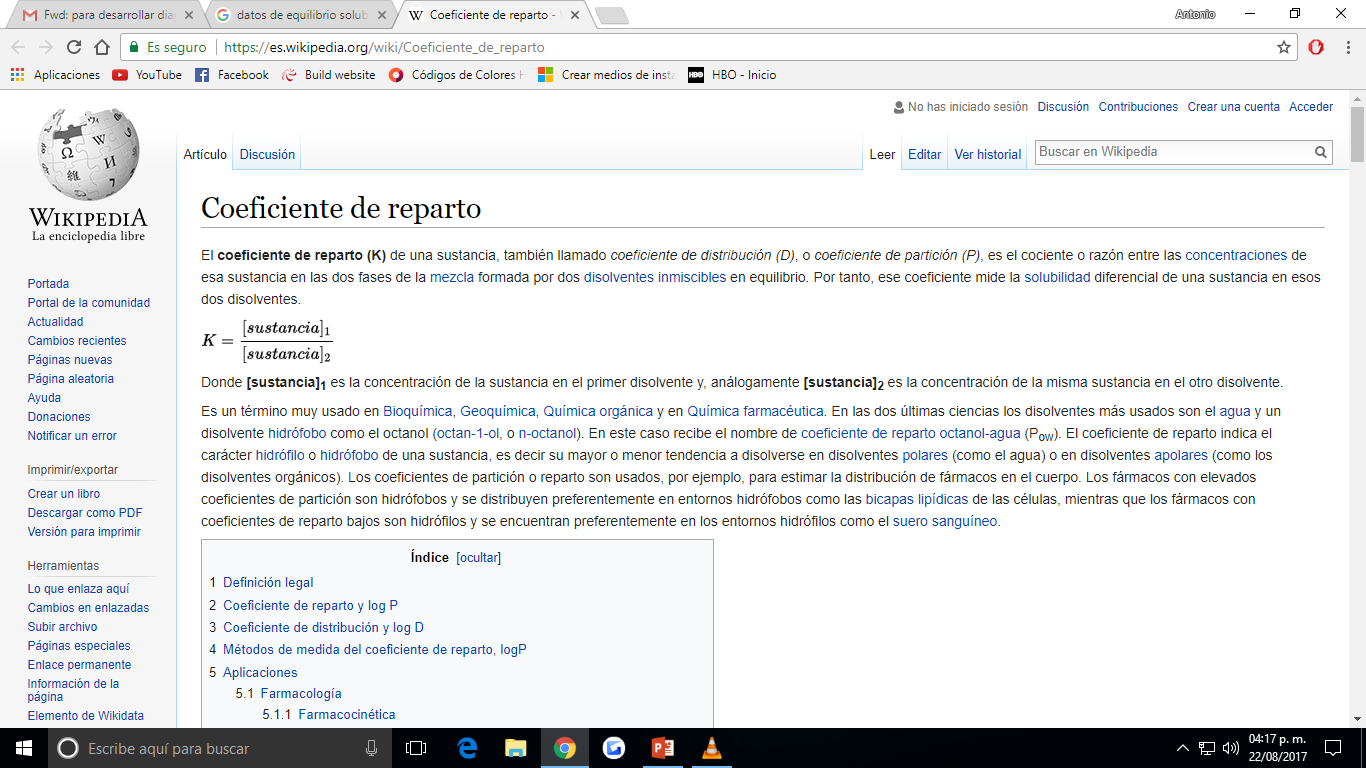 Fwd: para desarrollar dia
datos de equilibrio solub
Coeficiente de reparto -
Antonio
Es seguro
https://es.wikipedia.org/wiki/Coeficiente_de_reparto
Aplicaciones YouTube Facebook Build website Códigos de Colores H Crear medios de insta HBO HBO - Inicio
No has iniciado sesión Discusión Contribuciones Crear una cuenta Acceder
Artículo Discusión Leer Editar Ver historial Buscar en Wikipedia
WIKIPEDIA
La enciclopedia libre
Portada
Portal de la comunidad
Actualidad
Cambios recientes
Páginas nuevas
Página aleatoria
Ayuda
Donaciones
Notificar un error
Imprimir/exportar
Crear un libro
Descargar como PDF
Versión para imprimir
Herramientas
Lo que enlaza aquí
Cambios en enlazadas
Subir archivo
Páginas especiales
Enlace permanente
Información de la
página
Elemento de Wikidata
Coeficiente de reparto
El coeficiente de reparto (K) de una sustancia, también llamado coeficiente de distribución (D), o coeficiente de partición (P), es el cociente o razón entre las concentraciones de
esa sustancia en las dos fases de la mezcla formada por dos disolventes inmiscibles en equilibrio. Por tanto, ese coeficiente mide la solubilidad diferencial de una sustancia en esos
dos disolventes.
K = [sustancia]1 / [sustancia]2
Donde [sustancia]1 es la concentración de la sustancia en el primer disolvente y, análogamente [sustancia]2 es la concentración de la misma sustancia en el otro disolvente.
Es un término muy usado en Bioquímica, Geoquímica, Química orgánica y en Química farmacéutica. En las dos últimas ciencias los disolventes más usados son el agua y un
disolvente hidrófobo como el octanol (octan-1-ol, o n-octanol). En este caso recibe el nombre de coeficiente de reparto octanol-agua (Pow). El coeficiente de reparto indica el
carácter hidrófilo o hidrófobo de una sustancia, es decir su mayor o menor tendencia a disolverse en disolventes polares (como el agua) o en disolventes apolares (como los
disolventes orgánicos). Los coeficientes de partición o reparto son usados, por ejemplo, para estimar la distribución de fármacos en el cuerpo. Los fármacos con elevados
coeficientes de partición son hidrófobos y se distribuyen preferentemente en entornos hidrófobos como las bicapas lipídicas de las células, mientras que los fármacos con
coeficientes de reparto bajos son hidrófilos y se encuentran preferentemente en los entornos hidrófilos como el suero sanguíneo.
Índice [ocultar]
1 Definición legal
2 Coeficiente de reparto y log P
3 Coeficiente de distribución y log D
4 Métodos de medida del coeficiente de reparto, logP
5 Aplicaciones
5.1 Farmacología
5.1.1 Farmacocinética
Escribe aquí para buscar
04:17 p. m.
22/08/2017